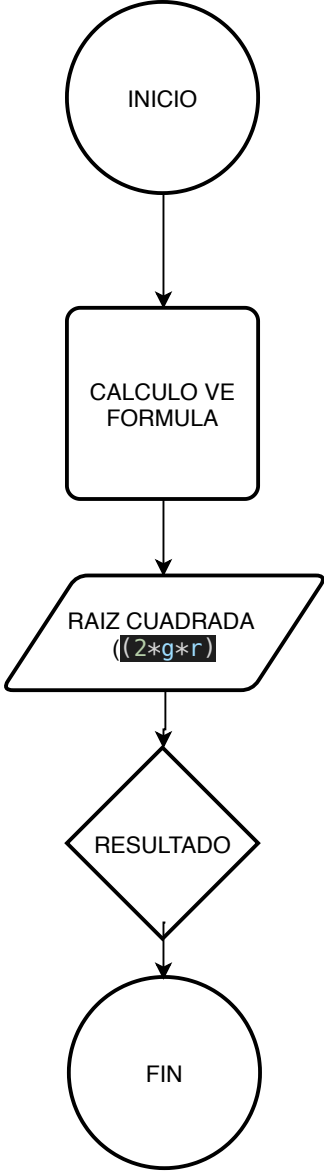 INICIO
CALCULO VE
FORMULA
RAIZ CUADRADA
((2*g*r)
RESULTADO
FIN